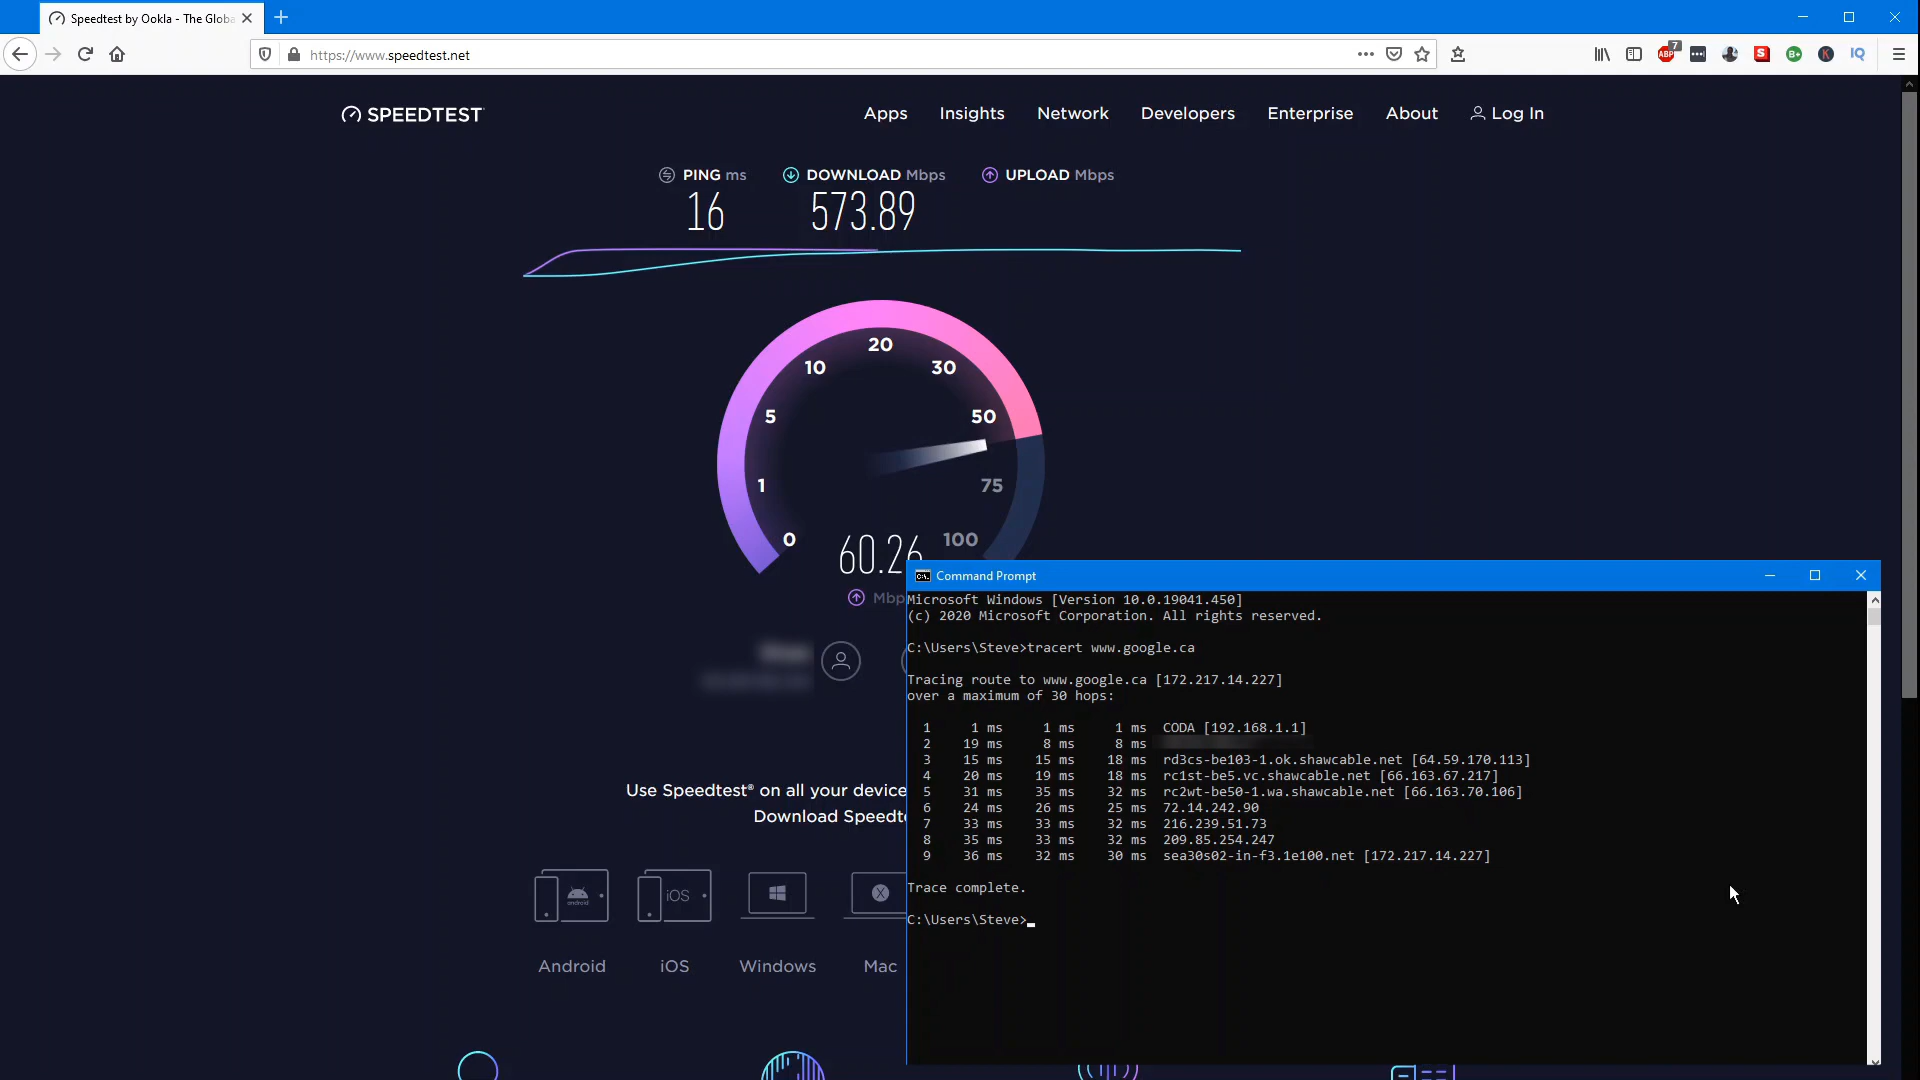 Speedtest by Ookla - The Globa
https://www.speedtest.net
7
ABP
S
B+
K
IQ
SPEEDTEST
Apps Insights Network Developers Enterprise About Log In
PING ms DOWNLOAD Mbps UPLOAD Mbps
16 573.89
20
10 30
5 50
1 75
0 100
60.26
Mbp
Use Speedtest® on all your device
Download Speedte
android iOS X
Android iOS Windows Mac
C:\. Command Prompt
Microsoft Windows [Version 10.0.19041.450]
(c) 2020 Microsoft Corporation. All rights reserved.
C:\Users\Steve>tracert www.google.ca
Tracing route to www.google.ca [172.217.14.227]
over a maximum of 30 hops:
1 1 ms 1 ms 1 ms CODA [192.168.1.1]
2 19 ms 8 ms 8 ms
3 15 ms 15 ms 18 ms rd3cs-be103-1.ok.shawcable.net [64.59.170.113]
4 20 ms 19 ms 18 ms rc1st-be5.vc.shawcable.net [66.163.67.217]
5 31 ms 35 ms 32 ms rc2wt-be50-1.wa.shawcable.net [66.163.70.106]
6 24 ms 26 ms 25 ms 72.14.242.90
7 33 ms 33 ms 32 ms 216.239.51.73
8 35 ms 33 ms 32 ms 209.85.254.247
9 36 ms 32 ms 30 ms sea30s02-in-f3.1e100.net [172.217.14.227]
Trace complete.
C:\Users\Steve>